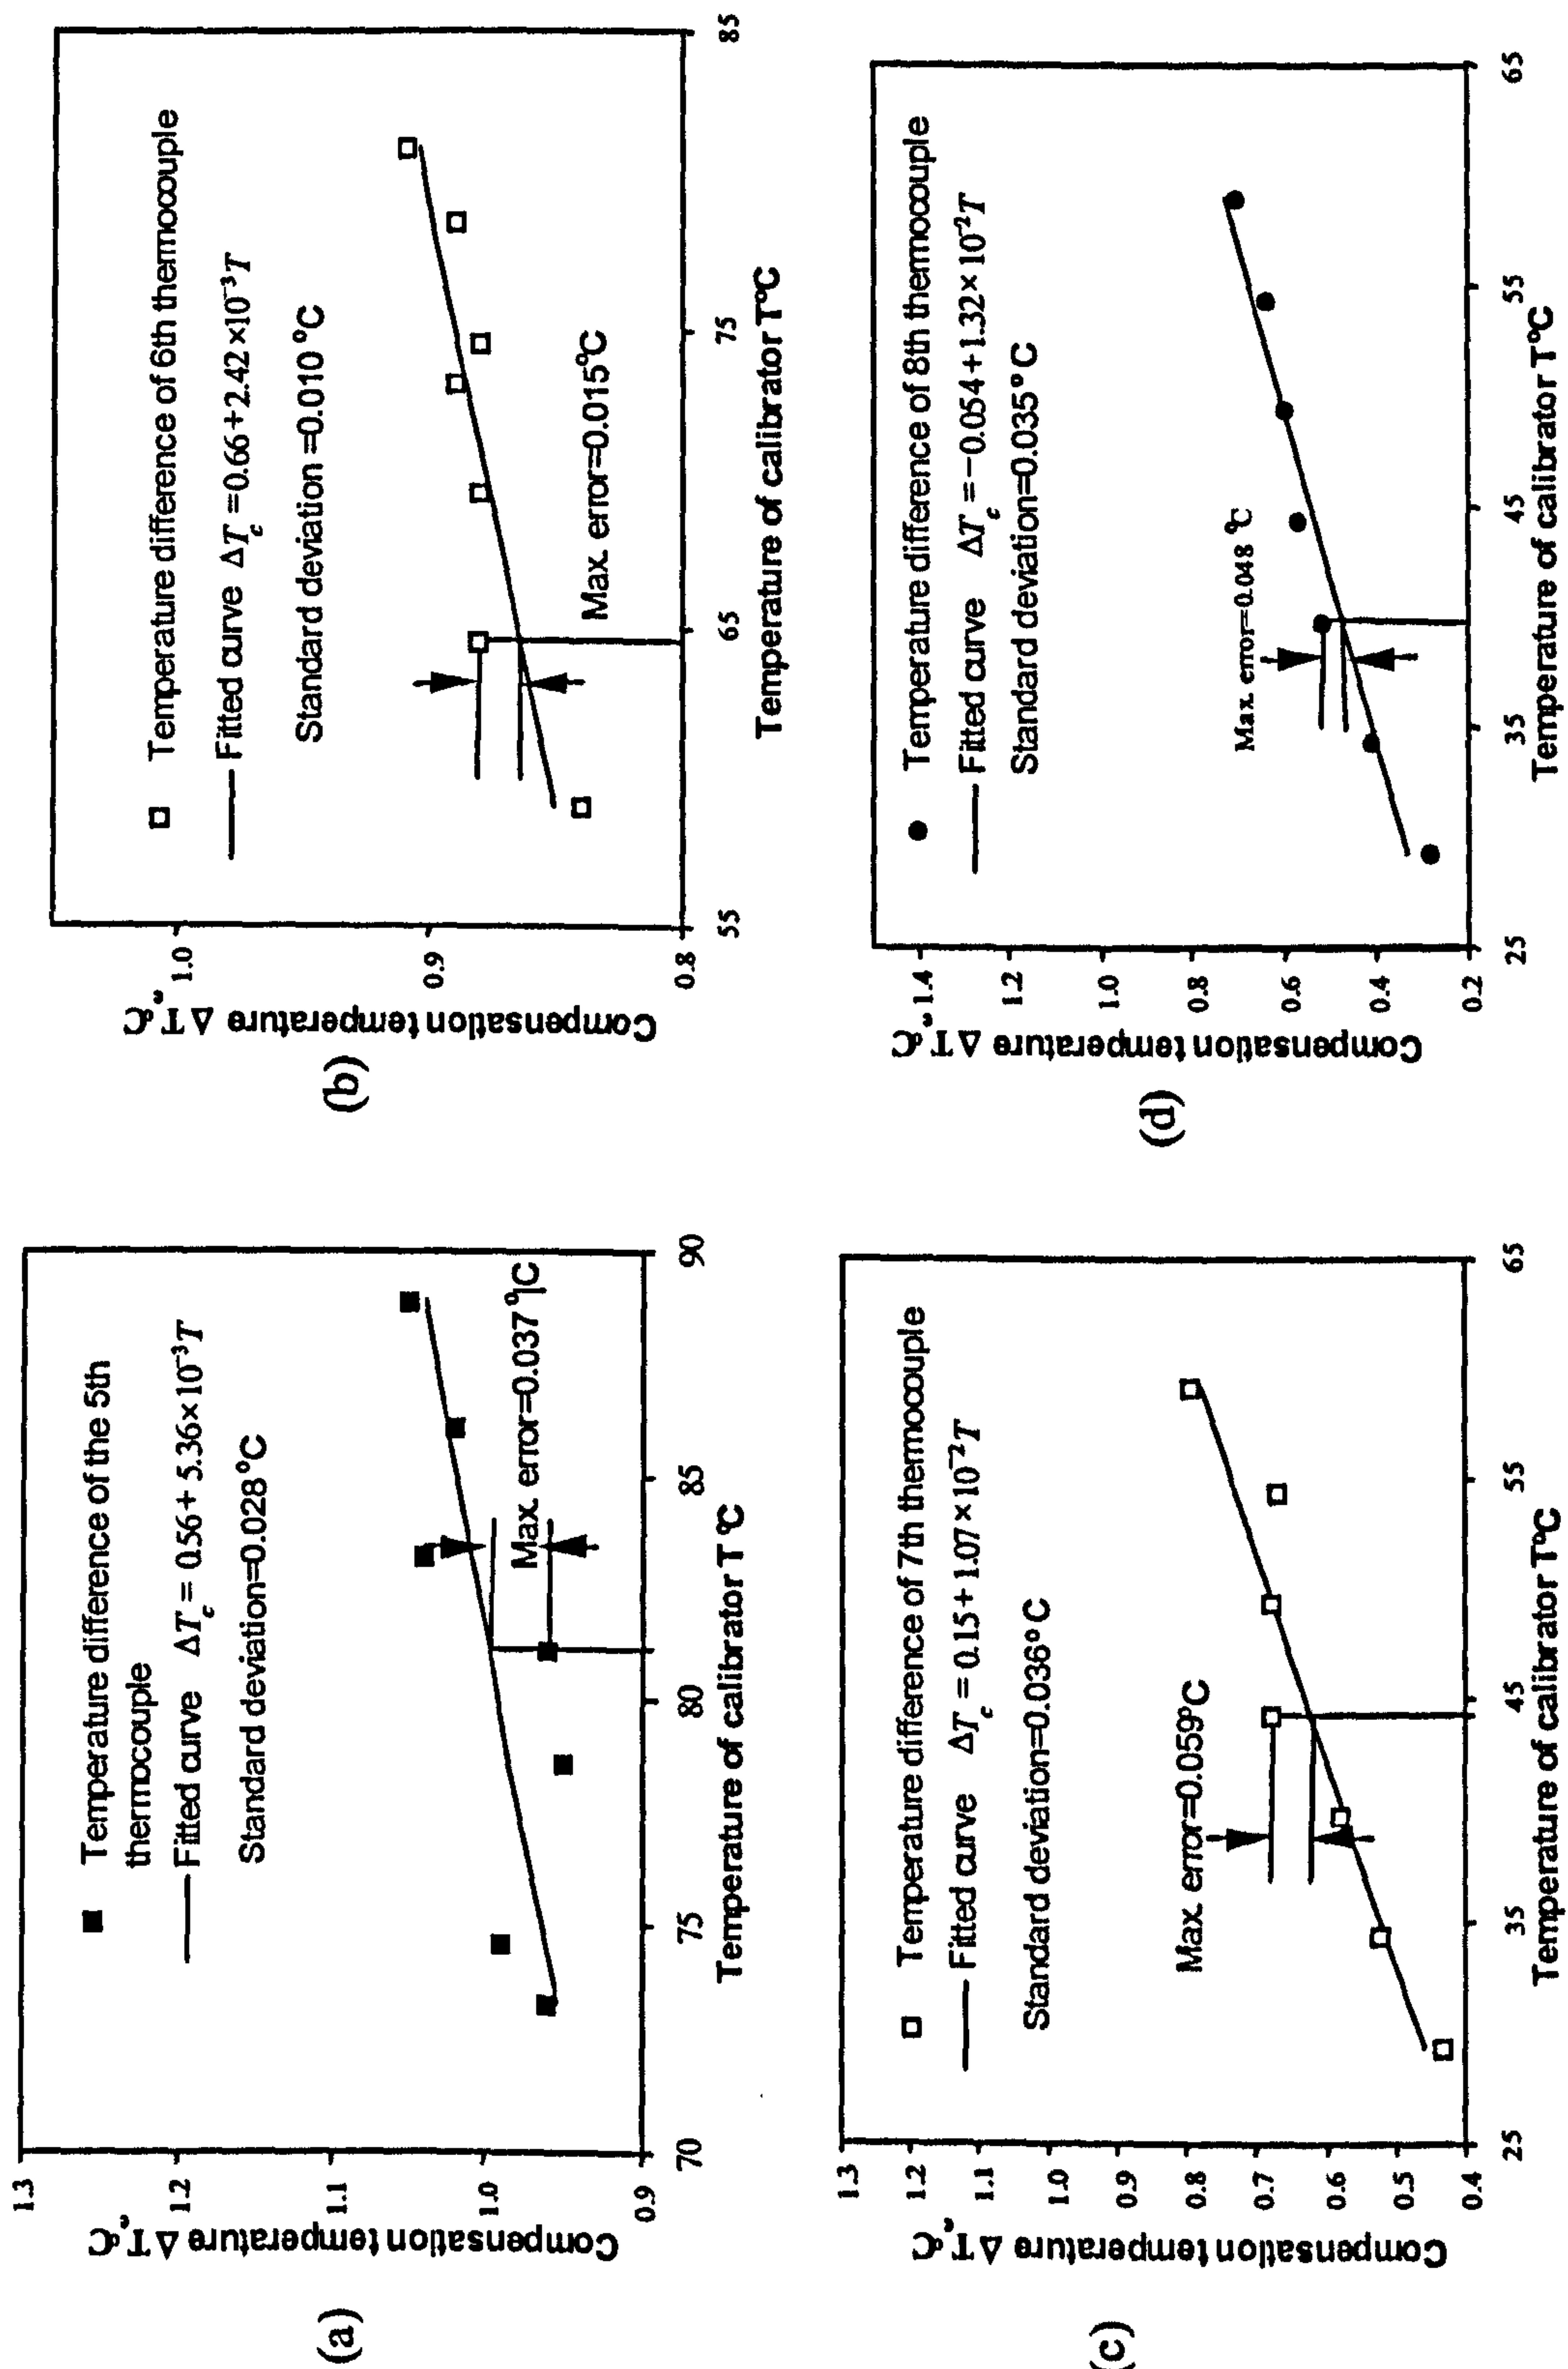 (a)
Compensation temperature ΔT_c °C
1.3
1.2
1.1
1.0
0.9
70
75
80
85
90
Temperature of calibrator T °C
■ Temperature difference of the 5th
thermocouple
Fitted curve ΔT_c = 0.56 + 5.36×10⁻³T
Standard deviation=0.028°C
Max. error=0.037°C
(b)
Compensation temperature ΔT_c °C
1.0
0.9
0.8
55
65
75
85
Temperature of calibrator T°C
□ Temperature difference of 6th thermocouple
Fitted curve ΔT_c =0.66+2.42×10⁻³T
Standard deviation =0.010 °C
Max. error=0.015°C
(c)
Compensation temperature ΔT_c °C
1.3
1.2
1.1
1.0
0.9
0.8
0.7
0.6
0.5
0.4
25
35
45
55
65
Temperature of calibrator T°C
□ Temperature difference of 7th thermocouple
Fitted curve ΔT_c = 0.15+1.07×10⁻²T
Standard deviation=0.036°C
Max. error=0.059°C
(d)
Compensation temperature ΔT_c °C
1.4
1.2
1.0
0.8
0.6
0.4
0.2
25
35
45
55
65
Temperature of calibrator T°C
● Temperature difference of 8th thermocouple
Fitted curve ΔT_c =−0.054+1.32×10⁻²T
Standard deviation=0.035°C
Max. error=0.048 °C